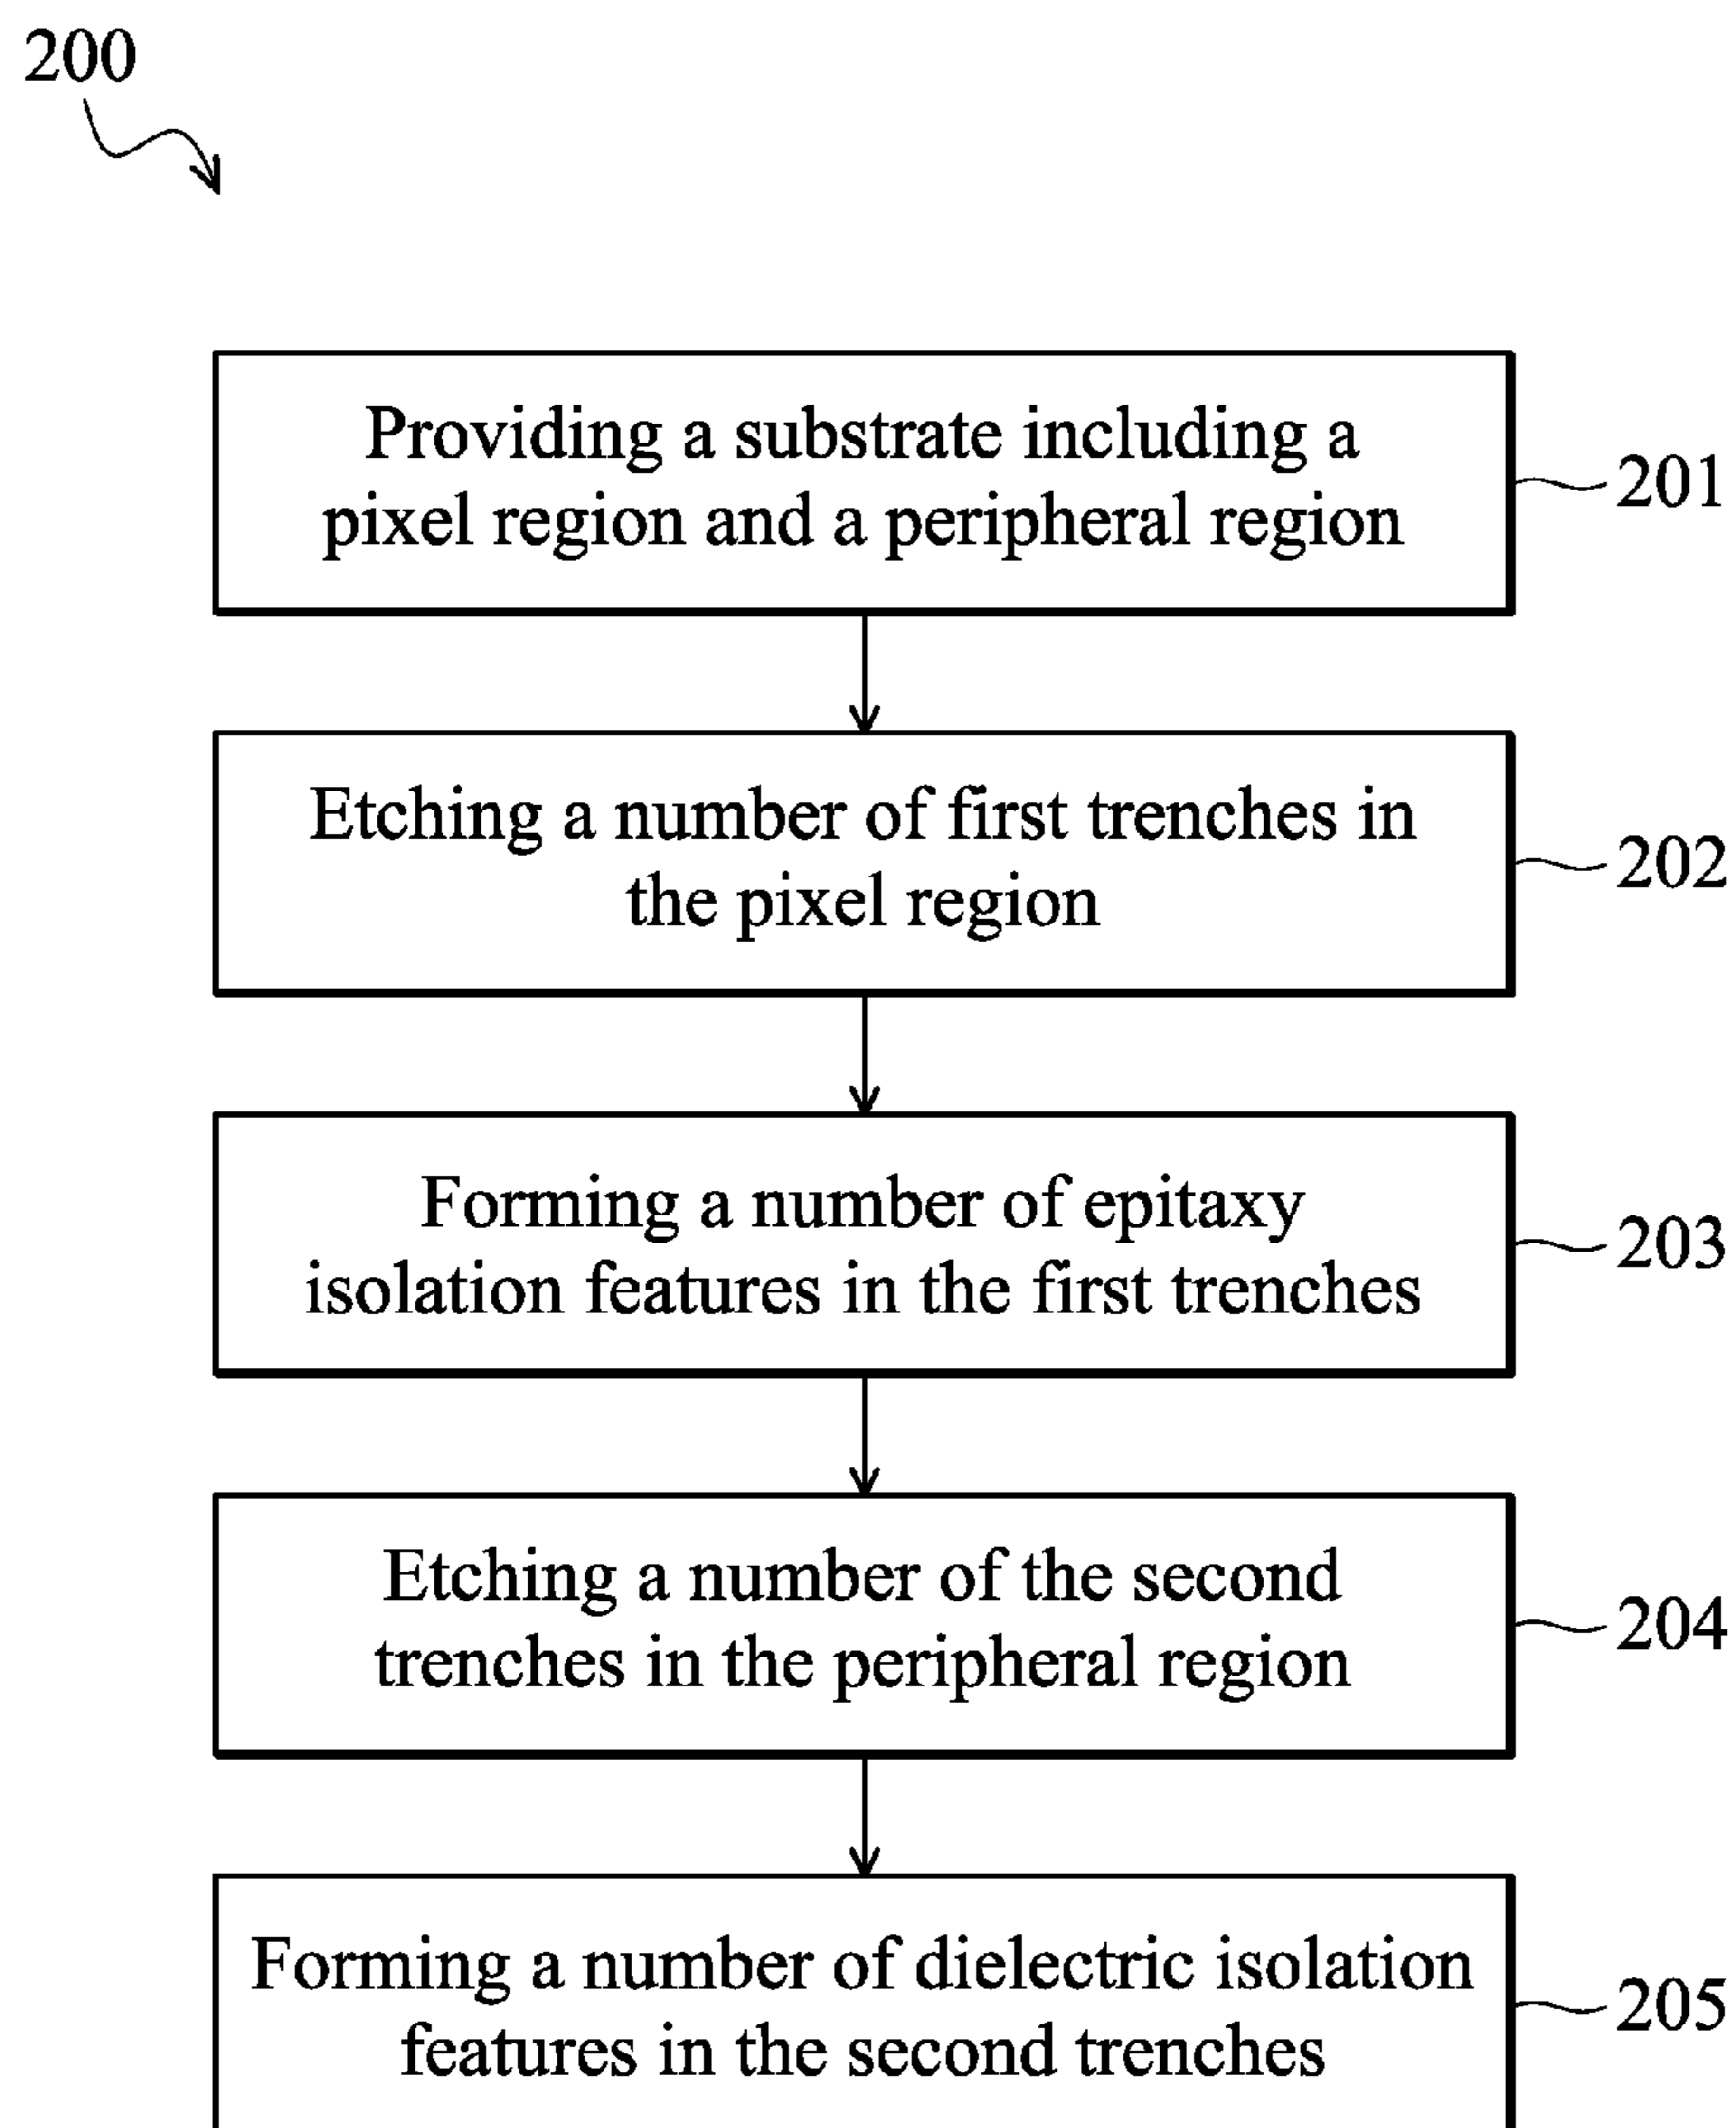 200
Providing a substrate including a
pixel region and a peripheral region
201
Etching a number of first trenches in
the pixel region
202
Forming a number of epitaxy
isolation features in the first trenches
203
Etching a number of the second
trenches in the peripheral region
204
Forming a number of dielectric isolation
features in the second trenches
205